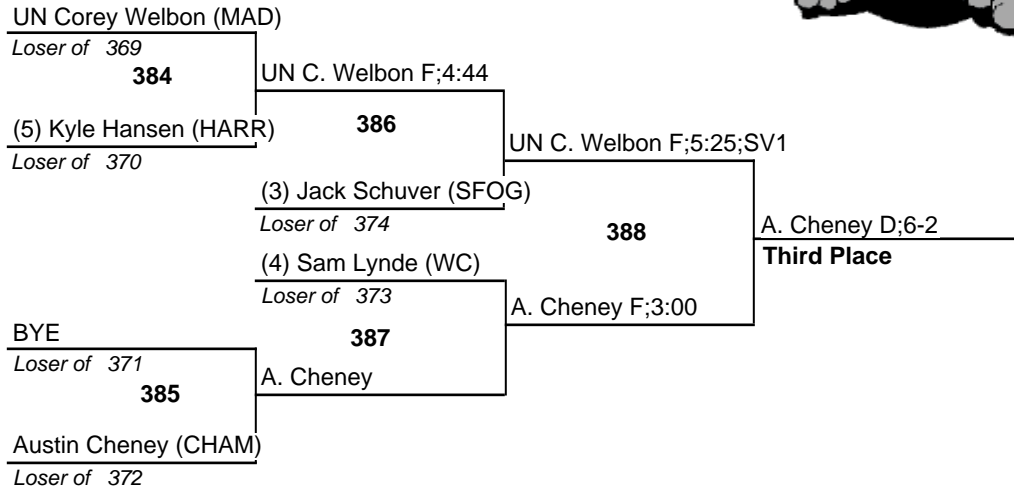 UN Corey Welbon (MAD)
Loser of 369
384
UN C. Welbon F;4:44
(5) Kyle Hansen (HARR)
Loser of 370
386
UN C. Welbon F;5:25;SV1
(3) Jack Schuver (SFOG)
Loser of 374
388
A. Cheney D;6-2
Third Place
(4) Sam Lynde (WC)
Loser of 373
A. Cheney F;3:00
BYE
Loser of 371
387
385
A. Cheney
Austin Cheney (CHAM)
Loser of 372